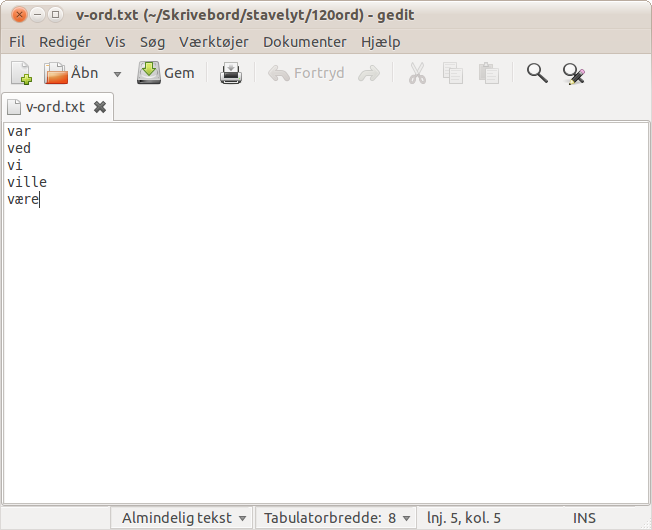 v-ord.txt (~/Skrivebord/stavelyt/120ord) - gedit
Fil Redigér Vis Søg Værktøjer Dokumenter Hjælp
Åbn Gem Fortryd
v-ord.txt
var
ved
vi
ville
være
Almindelig tekst Tabulatorbredde: 8 lnj. 5, kol. 5 INS